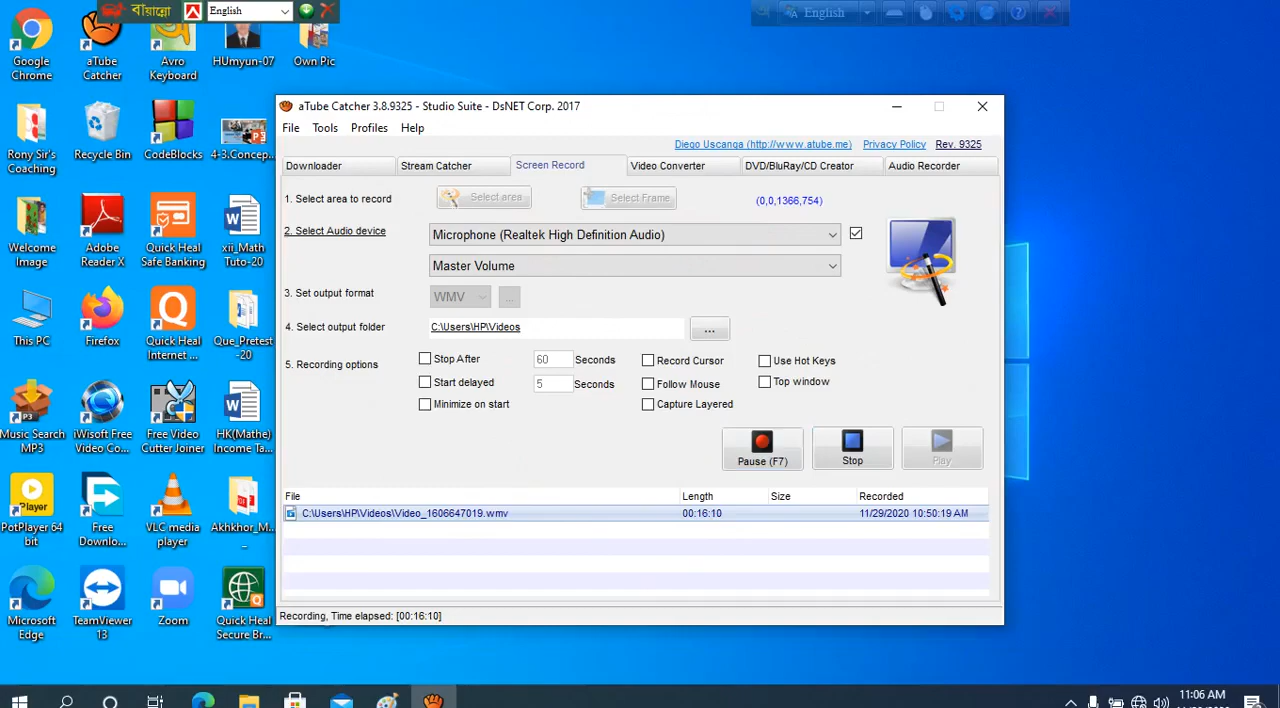 বাংলা
English
English
Google
Chrome
aTube
Catcher
Avro
Keyboard
HUmyun-07
Own Pic
Rony Sir's
Coaching
Recycle Bin
CodeBlocks
4-3.Concep...
Welcome
Image
Adobe
Reader X
Quick Heal
Safe Banking
xii_Math
Tuto-20
This PC
Firefox
Quick Heal
Internet ...
Que_Pretest
-20
Music Search
MP3
iWisoft Free
Video Co...
Free Video
Cutter Joiner
HK(Mathe)
Income Ta...
Player
PotPlayer 64
bit
Free
Downlo...
VLC media
player
Akhkhor_M...
Microsoft
Edge
TeamViewer
13
Zoom
Quick Heal
Secure Br...
aTube Catcher 3.8.9325 - Studio Suite - DsNET Corp. 2017
File Tools Profiles Help
Diego Uscanga (http://www.atube.me) Privacy Policy Rev. 9325
Downloader Stream Catcher Screen Record Video Converter DVD/BluRay/CD Creator Audio Recorder
1. Select area to record Select area Select Frame (0,0,1366,754)
2. Select Audio device Microphone (Realtek High Definition Audio)
Master Volume
3. Set output format WMV ...
4. Select output folder C:\Users\HP\Videos ...
5. Recording options Stop After 60 Seconds Record Cursor Use Hot Keys
Start delayed 5 Seconds Follow Mouse Top window
Minimize on start Capture Layered
Pause (F7) Stop Play
File Length Size Recorded
C:\Users\HP\Videos\Video_1606647019.wmv 00:16:10 11/29/2020 10:50:19 AM
Recording, Time elapsed: [00:16:10]
11:06 AM